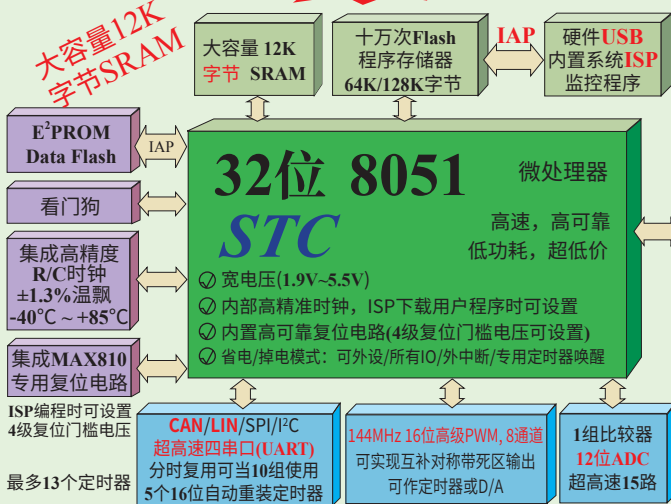 大容量12K
字节SRAM
大容量 12K
字节 SRAM
十万次Flash
程序存储器
64K/128K字节
IAP
硬件USB
内置系统ISP
监控程序
E²PROM
Data Flash
IAP
看门狗
集成高精度
R/C时钟
±1.3%温飘
-40℃ ~ +85℃
集成MAX810
专用复位电路
ISP编程时可设置
4级复位门槛电压
最多13个定时器
32位 8051
微处理器
STC
高速，高可靠
低功耗，超低价
宽电压(1.9V~5.5V)
内部高精准时钟，ISP下载用户程序时可设置
内置高可靠复位电路(4级复位门槛电压可设置)
省电/掉电模式：可外设/所有IO/外中断/专用定时器唤醒
CAN/LIN/SPI/I²C
超高速四串口(UART)
分时复用可当10组使用
5个16位自动重装定时器
144MHz 16位高级PWM, 8通道
可实现互补对称带死区输出
可作定时器或D/A
1组比较器
12位ADC
超高速15路